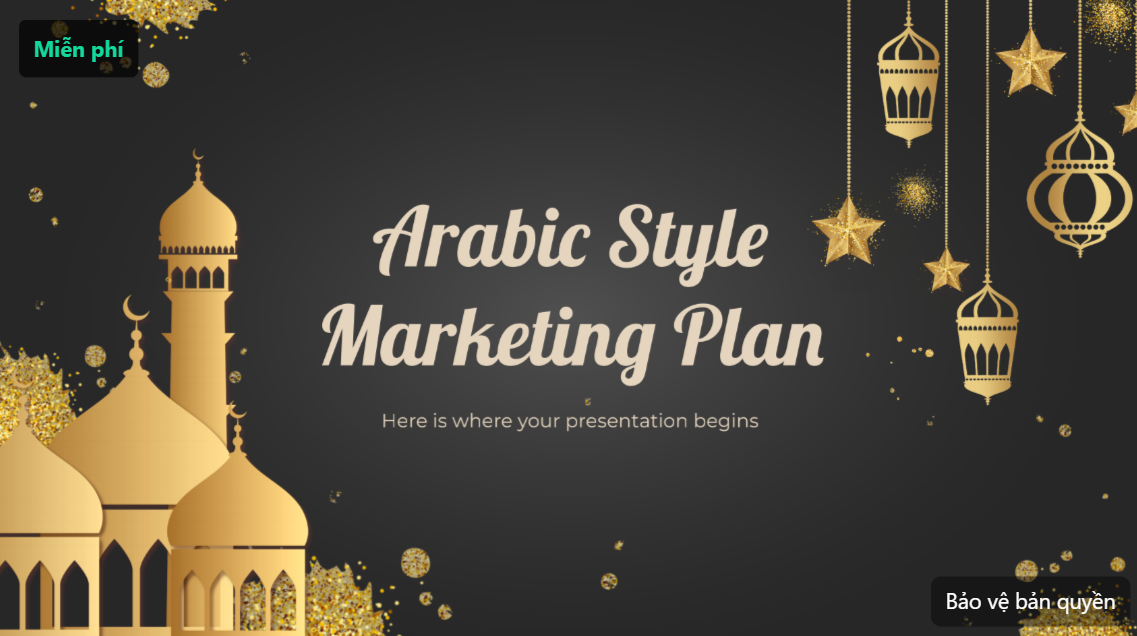 Miễn phí
Arabic Style
Marketing Plan
Here is where your presentation begins
Bảo vệ bản quyền